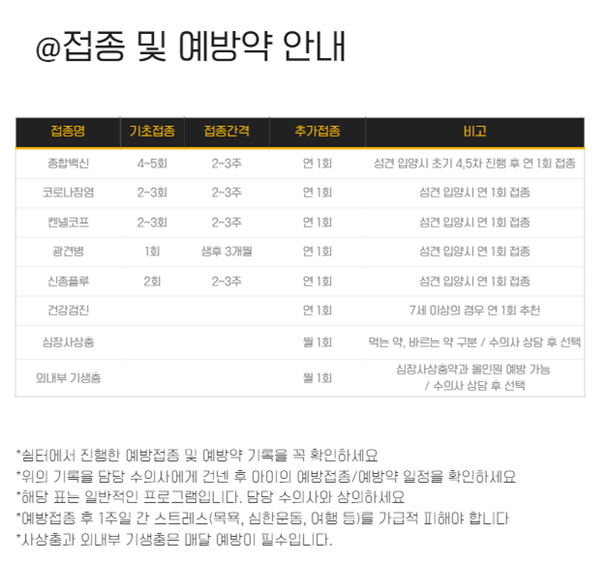 @접종 및 예방약 안내
접종명 기초접종 접종간격 추가접종 비고
종합백신 4~5회 2~3주 연 1회 성견 입양시 초기 4,5차 진행 후 연 1회 접종
코로나장염 2~3회 2~3주 연 1회 성견 입양시 연 1회 접종
켄넬코프 2~3회 2~3주 연 1회 성견 입양시 연 1회 접종
광견병 1회 생후 3개월 연 1회 성견 입양시 연 1회 접종
신종플루 2회 2~3주 연 1회 성견 입양시 연 1회 접종
건강검진 연 1회 7세 이상의 경우 연 1회 추천
심장사상충 월 1회 먹는 약, 바르는 약 구분 / 수의사 상담 후 선택
외내부 기생충 월 1회 심장사상충약과 올인원 예방 가능
/ 수의사 상담 후 선택
*쉼터에서 진행한 예방접종 및 예방약 기록을 꼭 확인하세요
*위의 기록을 담당 수의사에게 건넨 후 아이의 예방접종/예방약 일정을 확인하세요
*해당 표는 일반적인 프로그램입니다. 담당 수의사와 상의하세요
*예방접종 후 1주일 간 스트레스(목욕, 심한운동, 여행 등)를 가급적 피해야 합니다
*사상충과 외내부 기생충은 매달 예방이 필수입니다.